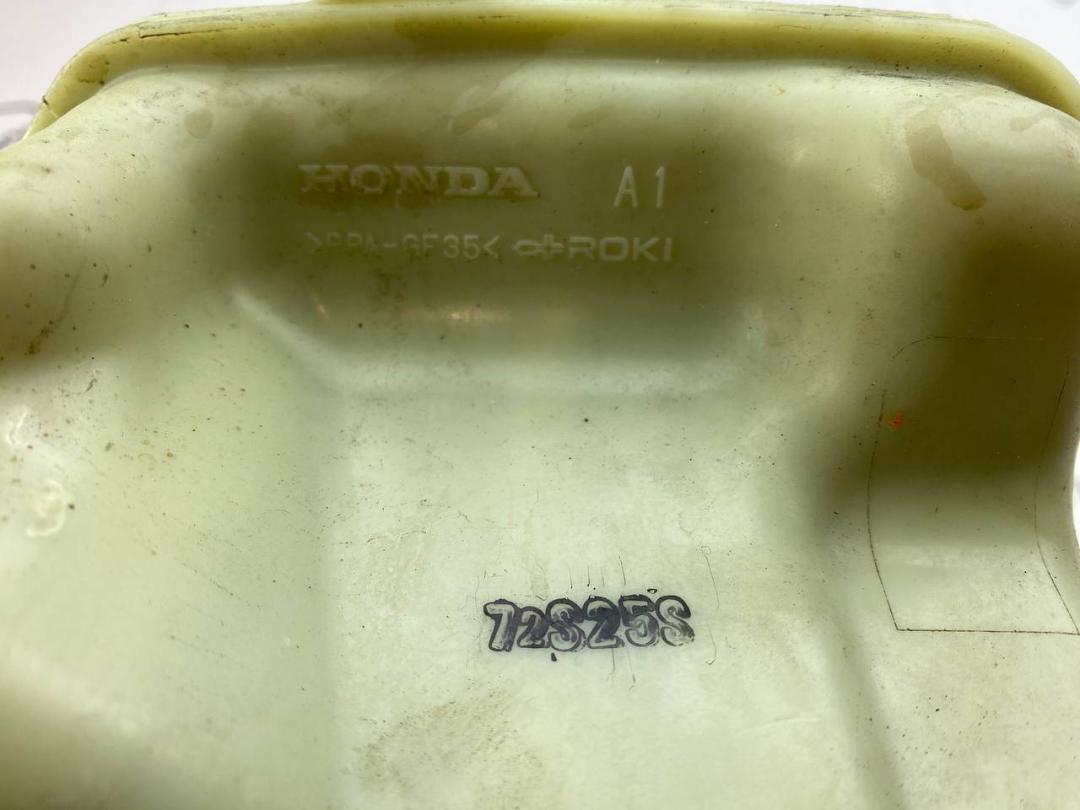 HONDA A1
>PPA-GF35< ROKI
72S25S